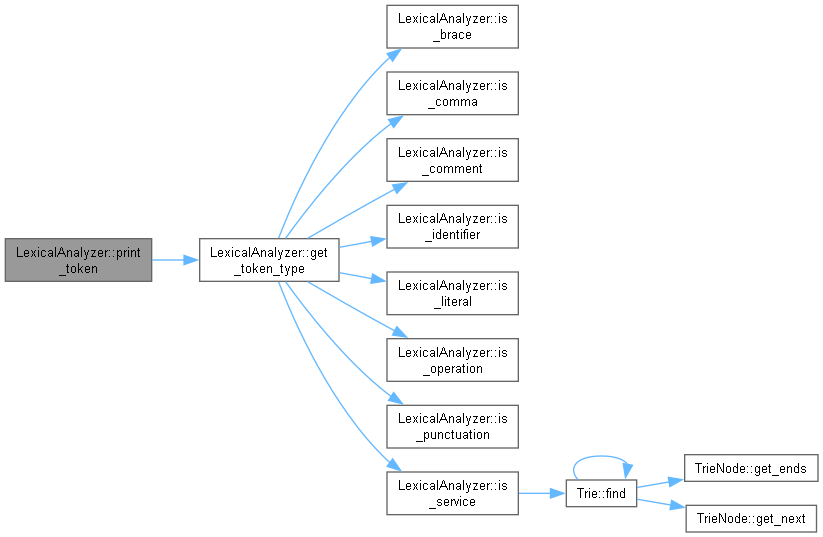 LexicalAnalyzer::print
_token
LexicalAnalyzer::get
_token_type
LexicalAnalyzer::is
_brace
LexicalAnalyzer::is
_comma
LexicalAnalyzer::is
_comment
LexicalAnalyzer::is
_identifier
LexicalAnalyzer::is
_literal
LexicalAnalyzer::is
_operation
LexicalAnalyzer::is
_punctuation
LexicalAnalyzer::is
_service
Trie::find
TrieNode::get_ends
TrieNode::get_next